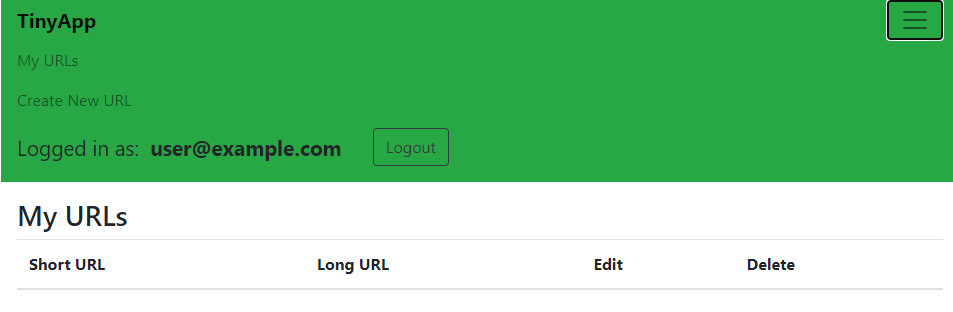 TinyApp
My URLs
Create New URL
Logged in as: user@example.com Logout
My URLs
Short URL Long URL Edit Delete